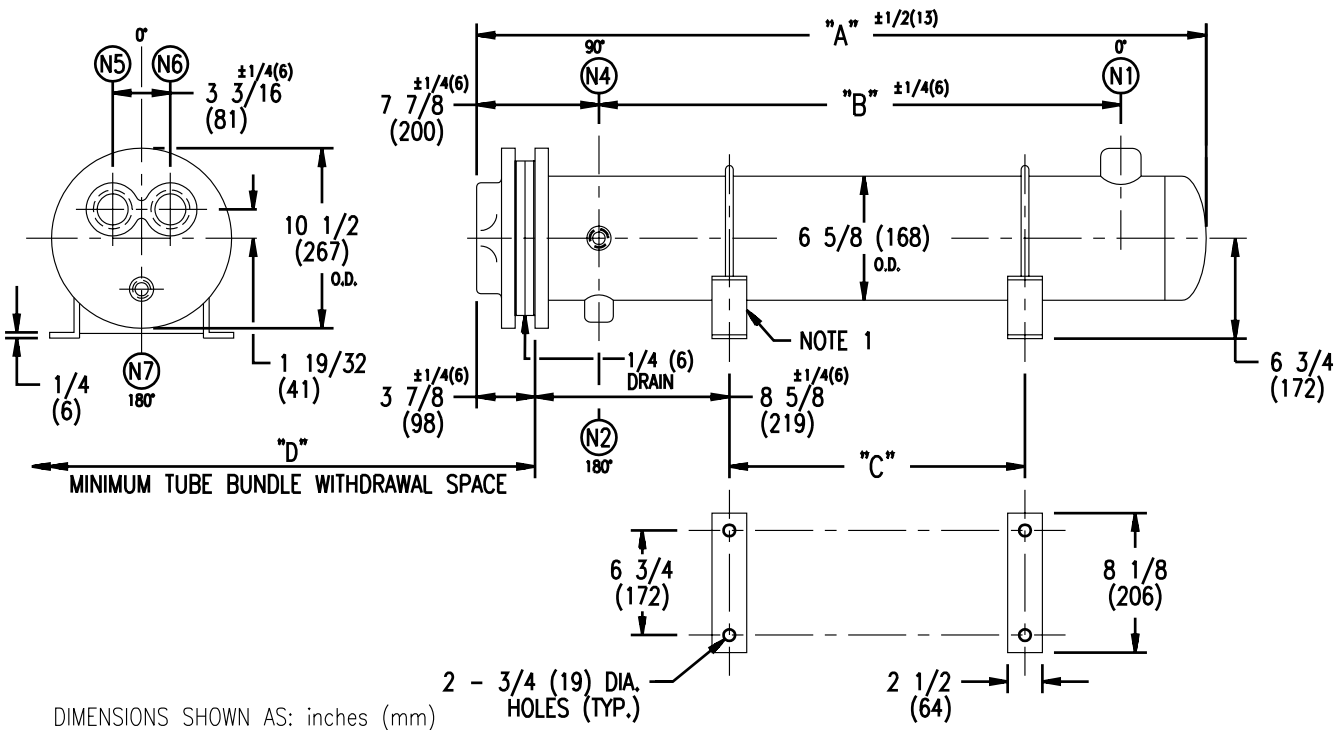 0°
N5 N6
±1/4(6)
3 3/16
(81)
10 1/2
(267)
O.D.
1 19/32
(41)
1/4
(6)
N7
180°
"A" ±1/2(13)
90°
N4
0°
N1
±1/4(6)
7 7/8
(200)
"B" ±1/4(6)
6 5/8 (168)
O.D.
NOTE 1
1/4 (6)
DRAIN
±1/4(6)
3 7/8
(98)
±1/4(6)
8 5/8
(219)
6 3/4
(172)
N2
180°
"D"
MINIMUM TUBE BUNDLE WITHDRAWAL SPACE
"C"
6 3/4
(172)
8 1/8
(206)
2 - 3/4 (19) DIA.
HOLES (TYP.)
2 1/2
(64)
DIMENSIONS SHOWN AS: inches (mm)